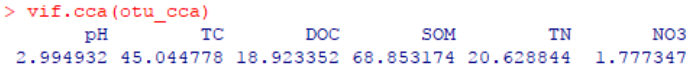 > vif.cca(otu_cca)
pH TC DOC SOM TN NO3
2.994932 45.044778 18.923352 68.853174 20.628844 1.777347